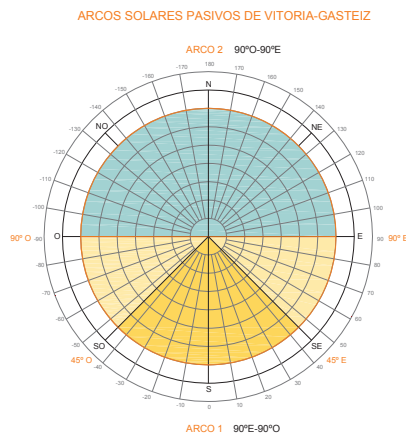 ARCOS SOLARES PASIVOS DE VITORIA-GASTEIZ
ARCO 2 90ºO-90ºE
180
-170 170
-160 160
-150 150
-140 140
-130 130
-120 120
-110 110
-100 100
N
NO NE
90º O -90 O E 90 90º E
-80 80
-70 70
-60 60
-50 50
SO SE
45º O -40 40 45º E
-30 30
-20 20
-10 10
S
0
ARCO 1 90ºE-90ºO